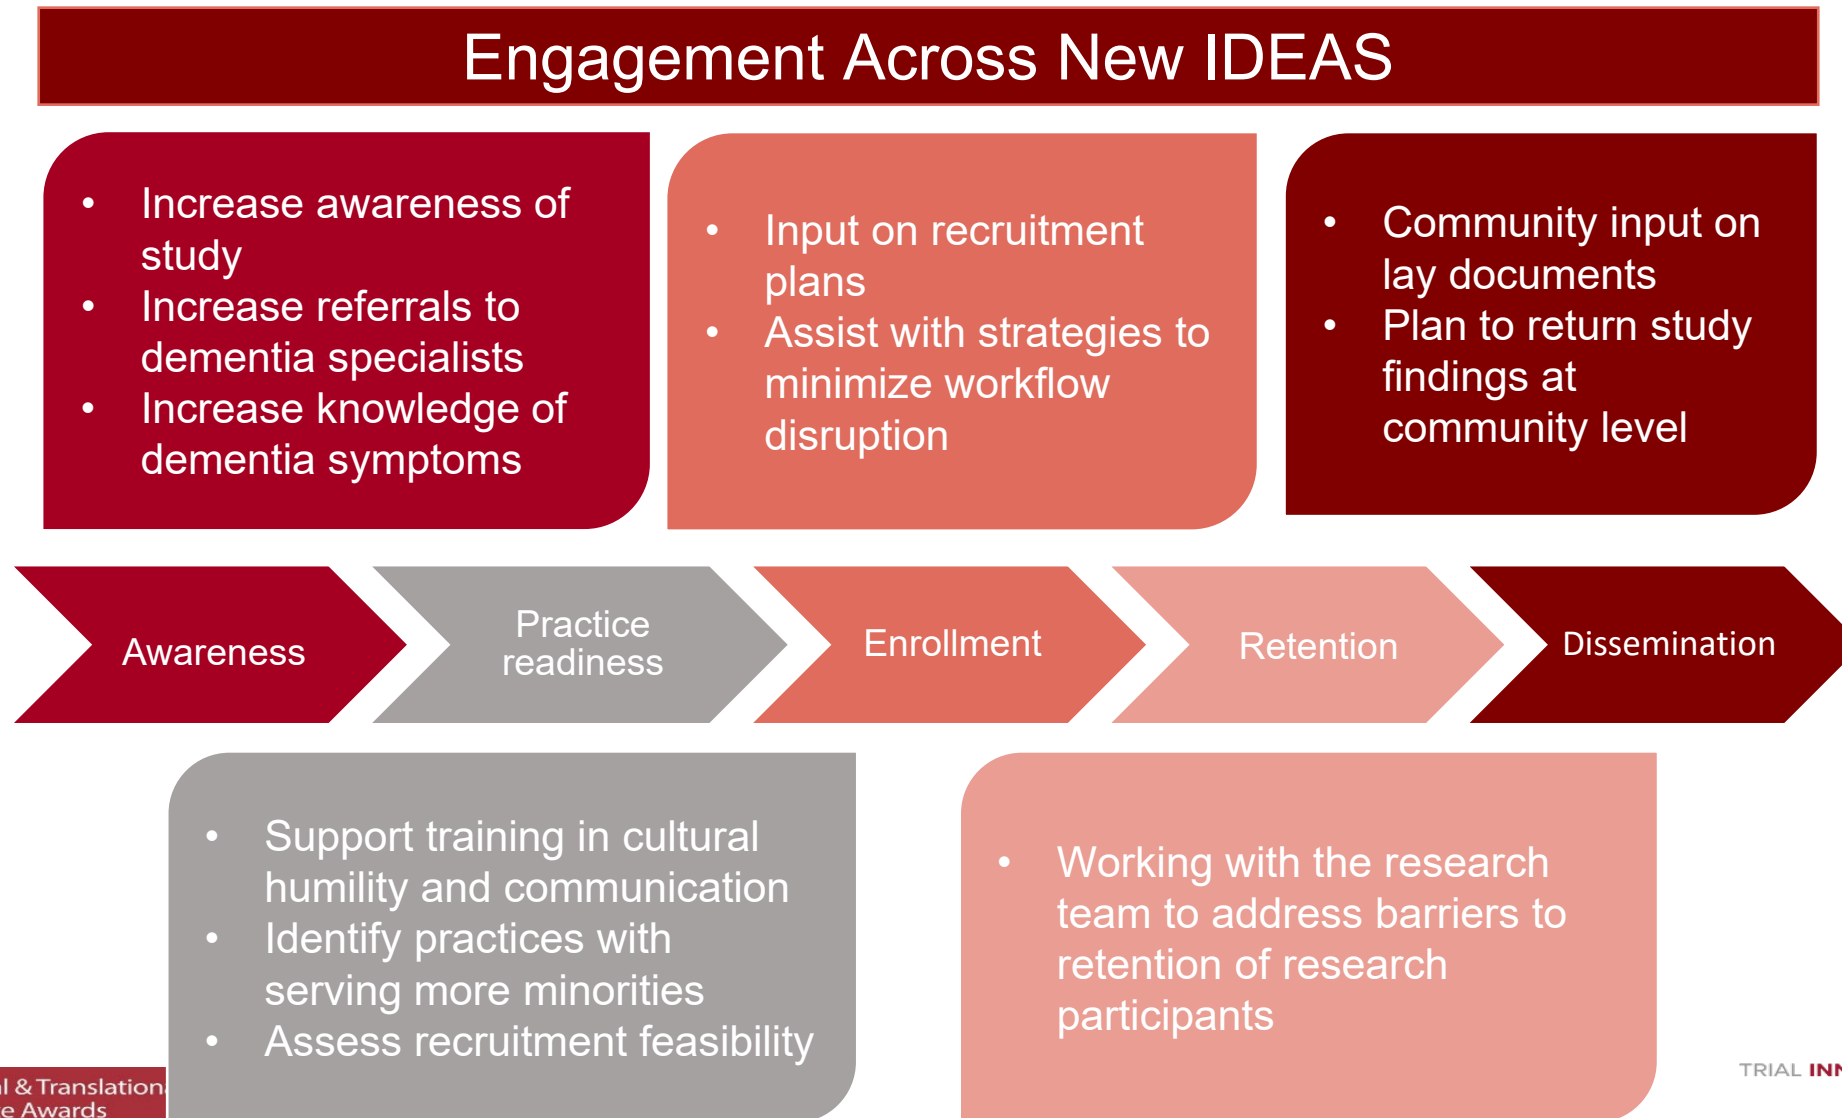 Engagement Across New IDEAS
• Increase awareness of
study
• Increase referrals to
dementia specialists
• Increase knowledge of
dementia symptoms
• Input on recruitment
plans
• Assist with strategies to
minimize workflow
disruption
• Community input on
lay documents
• Plan to return study
findings at
community level
Awareness
Practice
readiness
Enrollment
Retention
Dissemination
• Support training in cultural
humility and communication
• Identify practices with
serving more minorities
• Assess recruitment feasibility
• Working with the research
team to address barriers to
retention of research
participants
& Translation
Awards
TRIAL